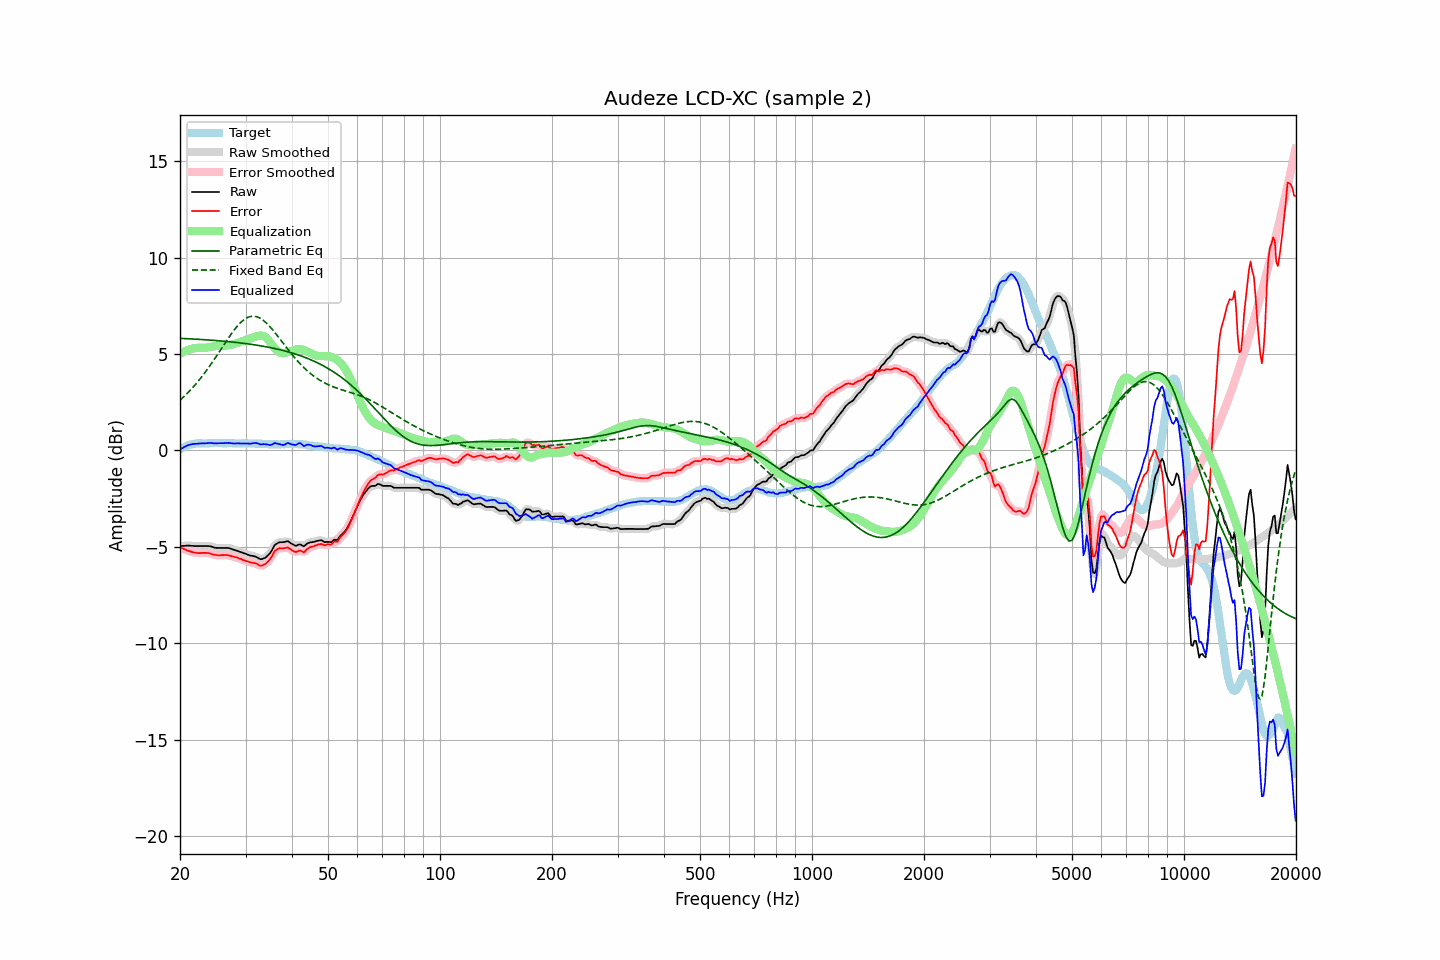 Audeze LCD-XC (sample 2)
Target
Raw Smoothed
Error Smoothed
Raw
Error
Equalization
Parametric Eq
Fixed Band Eq
Equalized
15
10
5
0
−5
−10
−15
−20
Amplitude (dBr)
20 50 100 200 500 1000 2000 5000 10000 20000
Frequency (Hz)